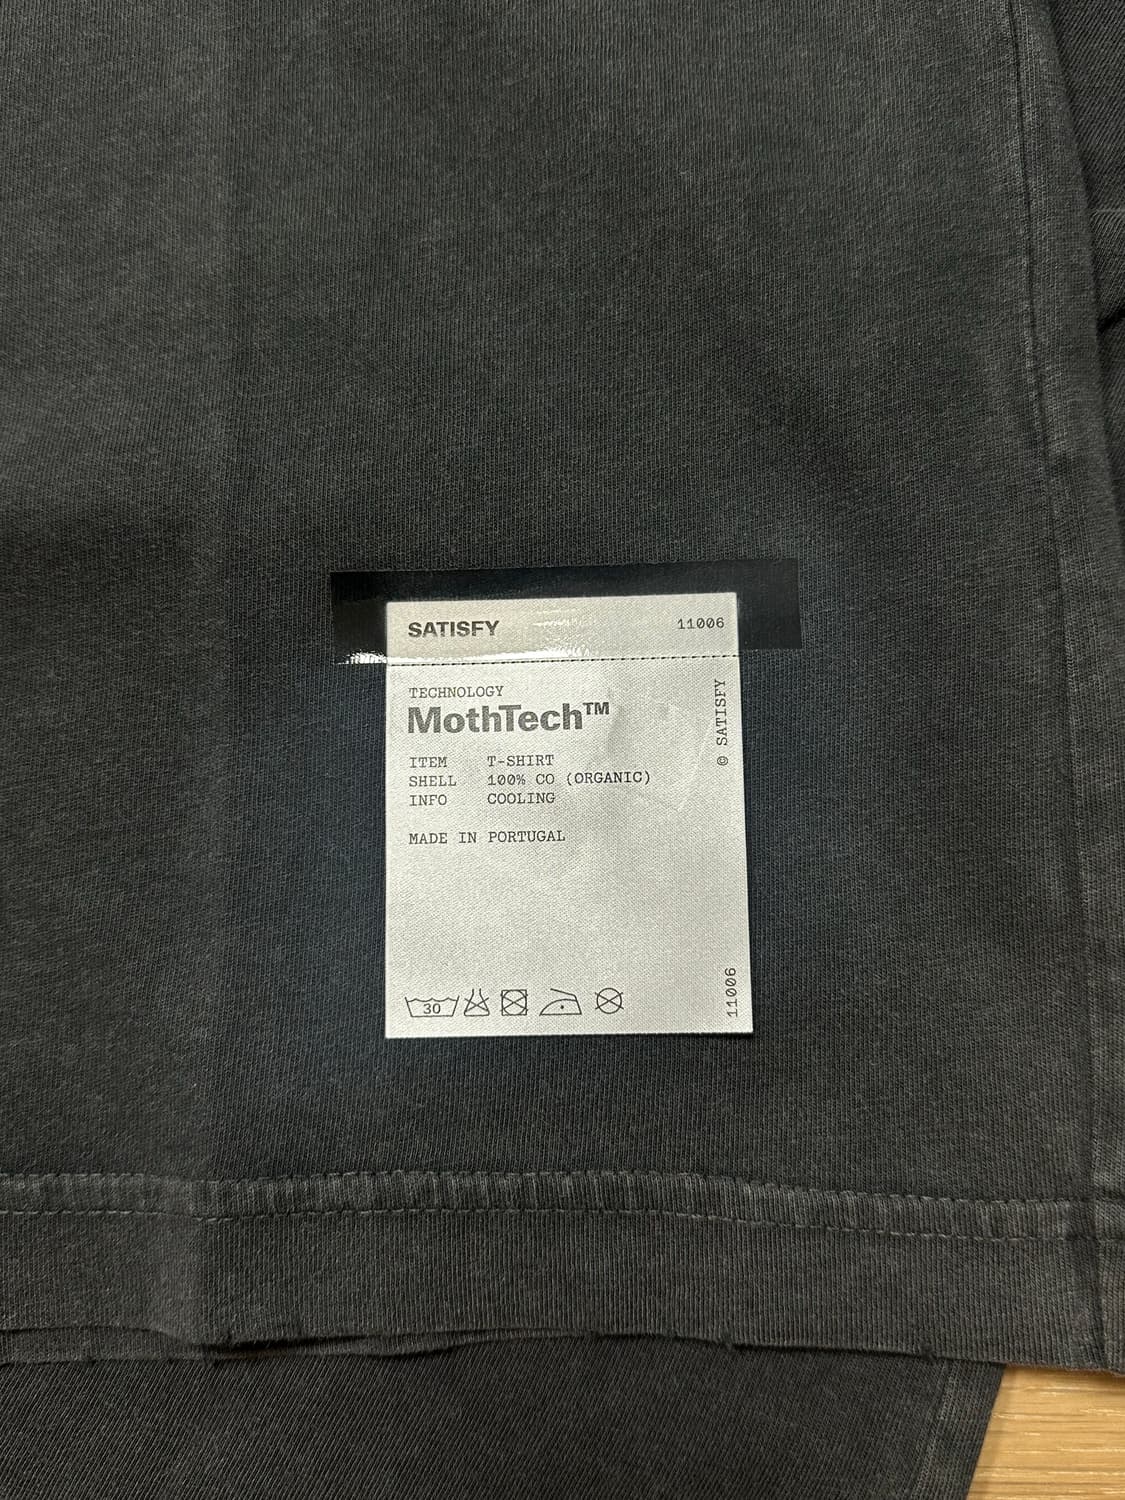 SATISFY 11006
TECHNOLOGY
MothTech™
ITEM T-SHIRT
SHELL 100% CO (ORGANIC)
INFO COOLING
MADE IN PORTUGAL
© SATISFY
30
11006